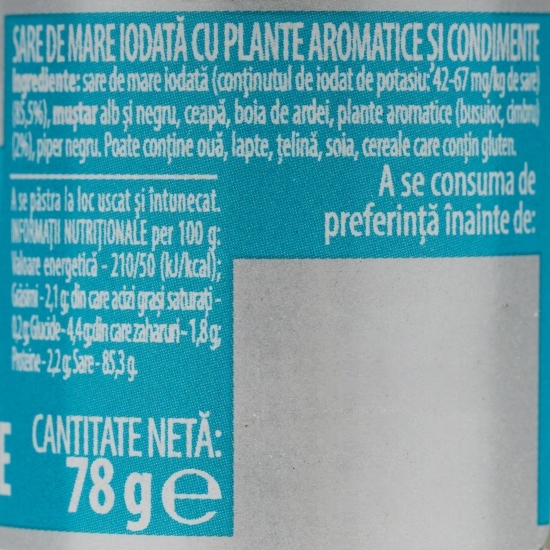 SARE DE MARE IODATĂ CU PLANTE AROMATICE ȘI CONDIMENTE
Ingrediente: sare de mare iodată (conținutul de iodat de potasiu: 42-67 mg/kg de sare)
(85,5%), muștar alb și negru, ceapă, boia de ardei, plante aromatice (busuioc, cimbru)
(2%), piper negru. Poate conține ouă, lapte, țelină, soia, cereale care conțin gluten.
A se păstra la loc uscat și întunecat.
INFORMAȚII NUTRIȚIONALE per 100 g:
Valoare energetică - 210/50 (kJ/kcal);
Grăsimi - 2,1 g; din care acizi grași saturați -
0,2 g; Glucide - 4,4 g; din care zaharuri - 1,8 g;
Proteine - 2,2 g; Sare - 85,3 g.
A se consuma de
preferință înainte de:
E
CANTITATE NETĂ:
78 g e